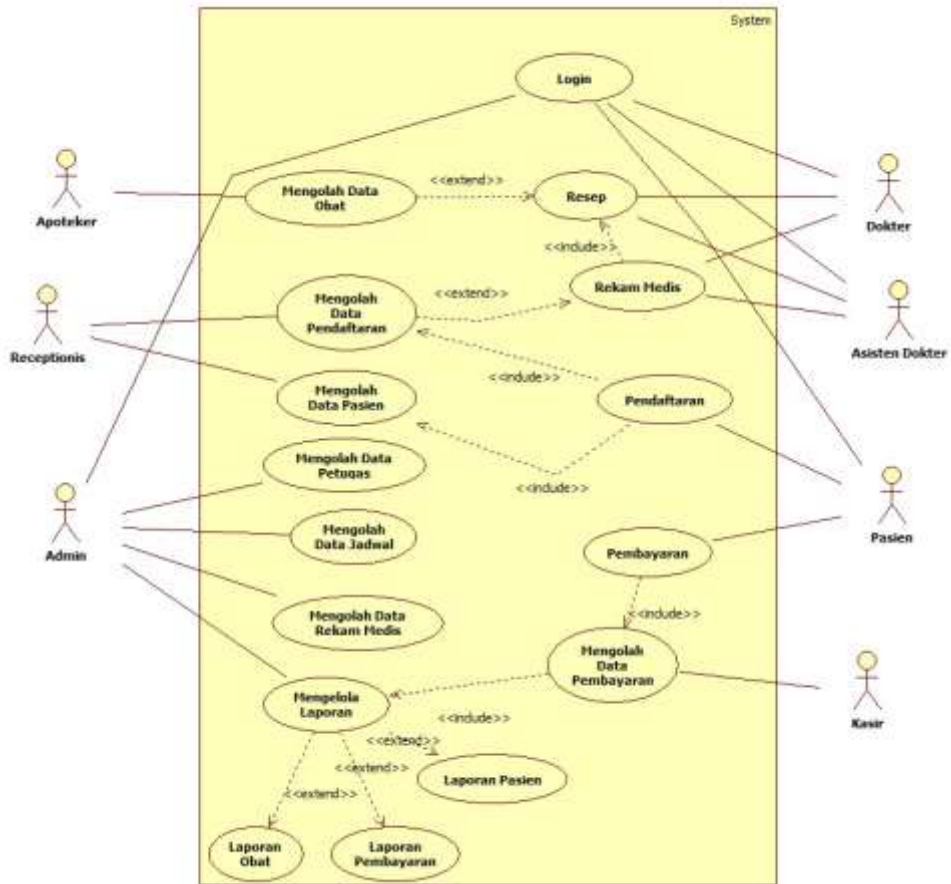 System
Login
Apoteker
Mengolah Data
Obat
<<extend>>
Resep
Dokter
<<include>>
Receptionis
Mengolah
Data
Pendaftaran
<<extend>>
Rekam Medis
Asisten Dokter
<<include>>
Mengolah
Data Pasien
Pendaftaran
Mengolah Data
Petugas
<<include>>
Admin
Mengolah
Data Jadwal
Pembayaran
Pasien
Mengolah Data
Rekam Medis
<<include>>
Mengolah
Data
Pembayaran
Kasir
Mengelola
Laporan
<<include>>
<<extend>>
<<extend>>
<<extend>>
Laporan Pasien
Laporan
Obat
Laporan
Pembayaran